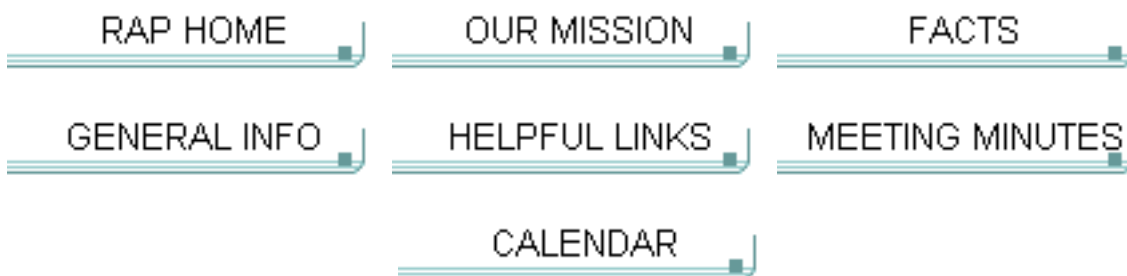 RAP HOME OUR MISSION FACTS
GENERAL INFO HELPFUL LINKS MEETING MINUTES
CALENDAR